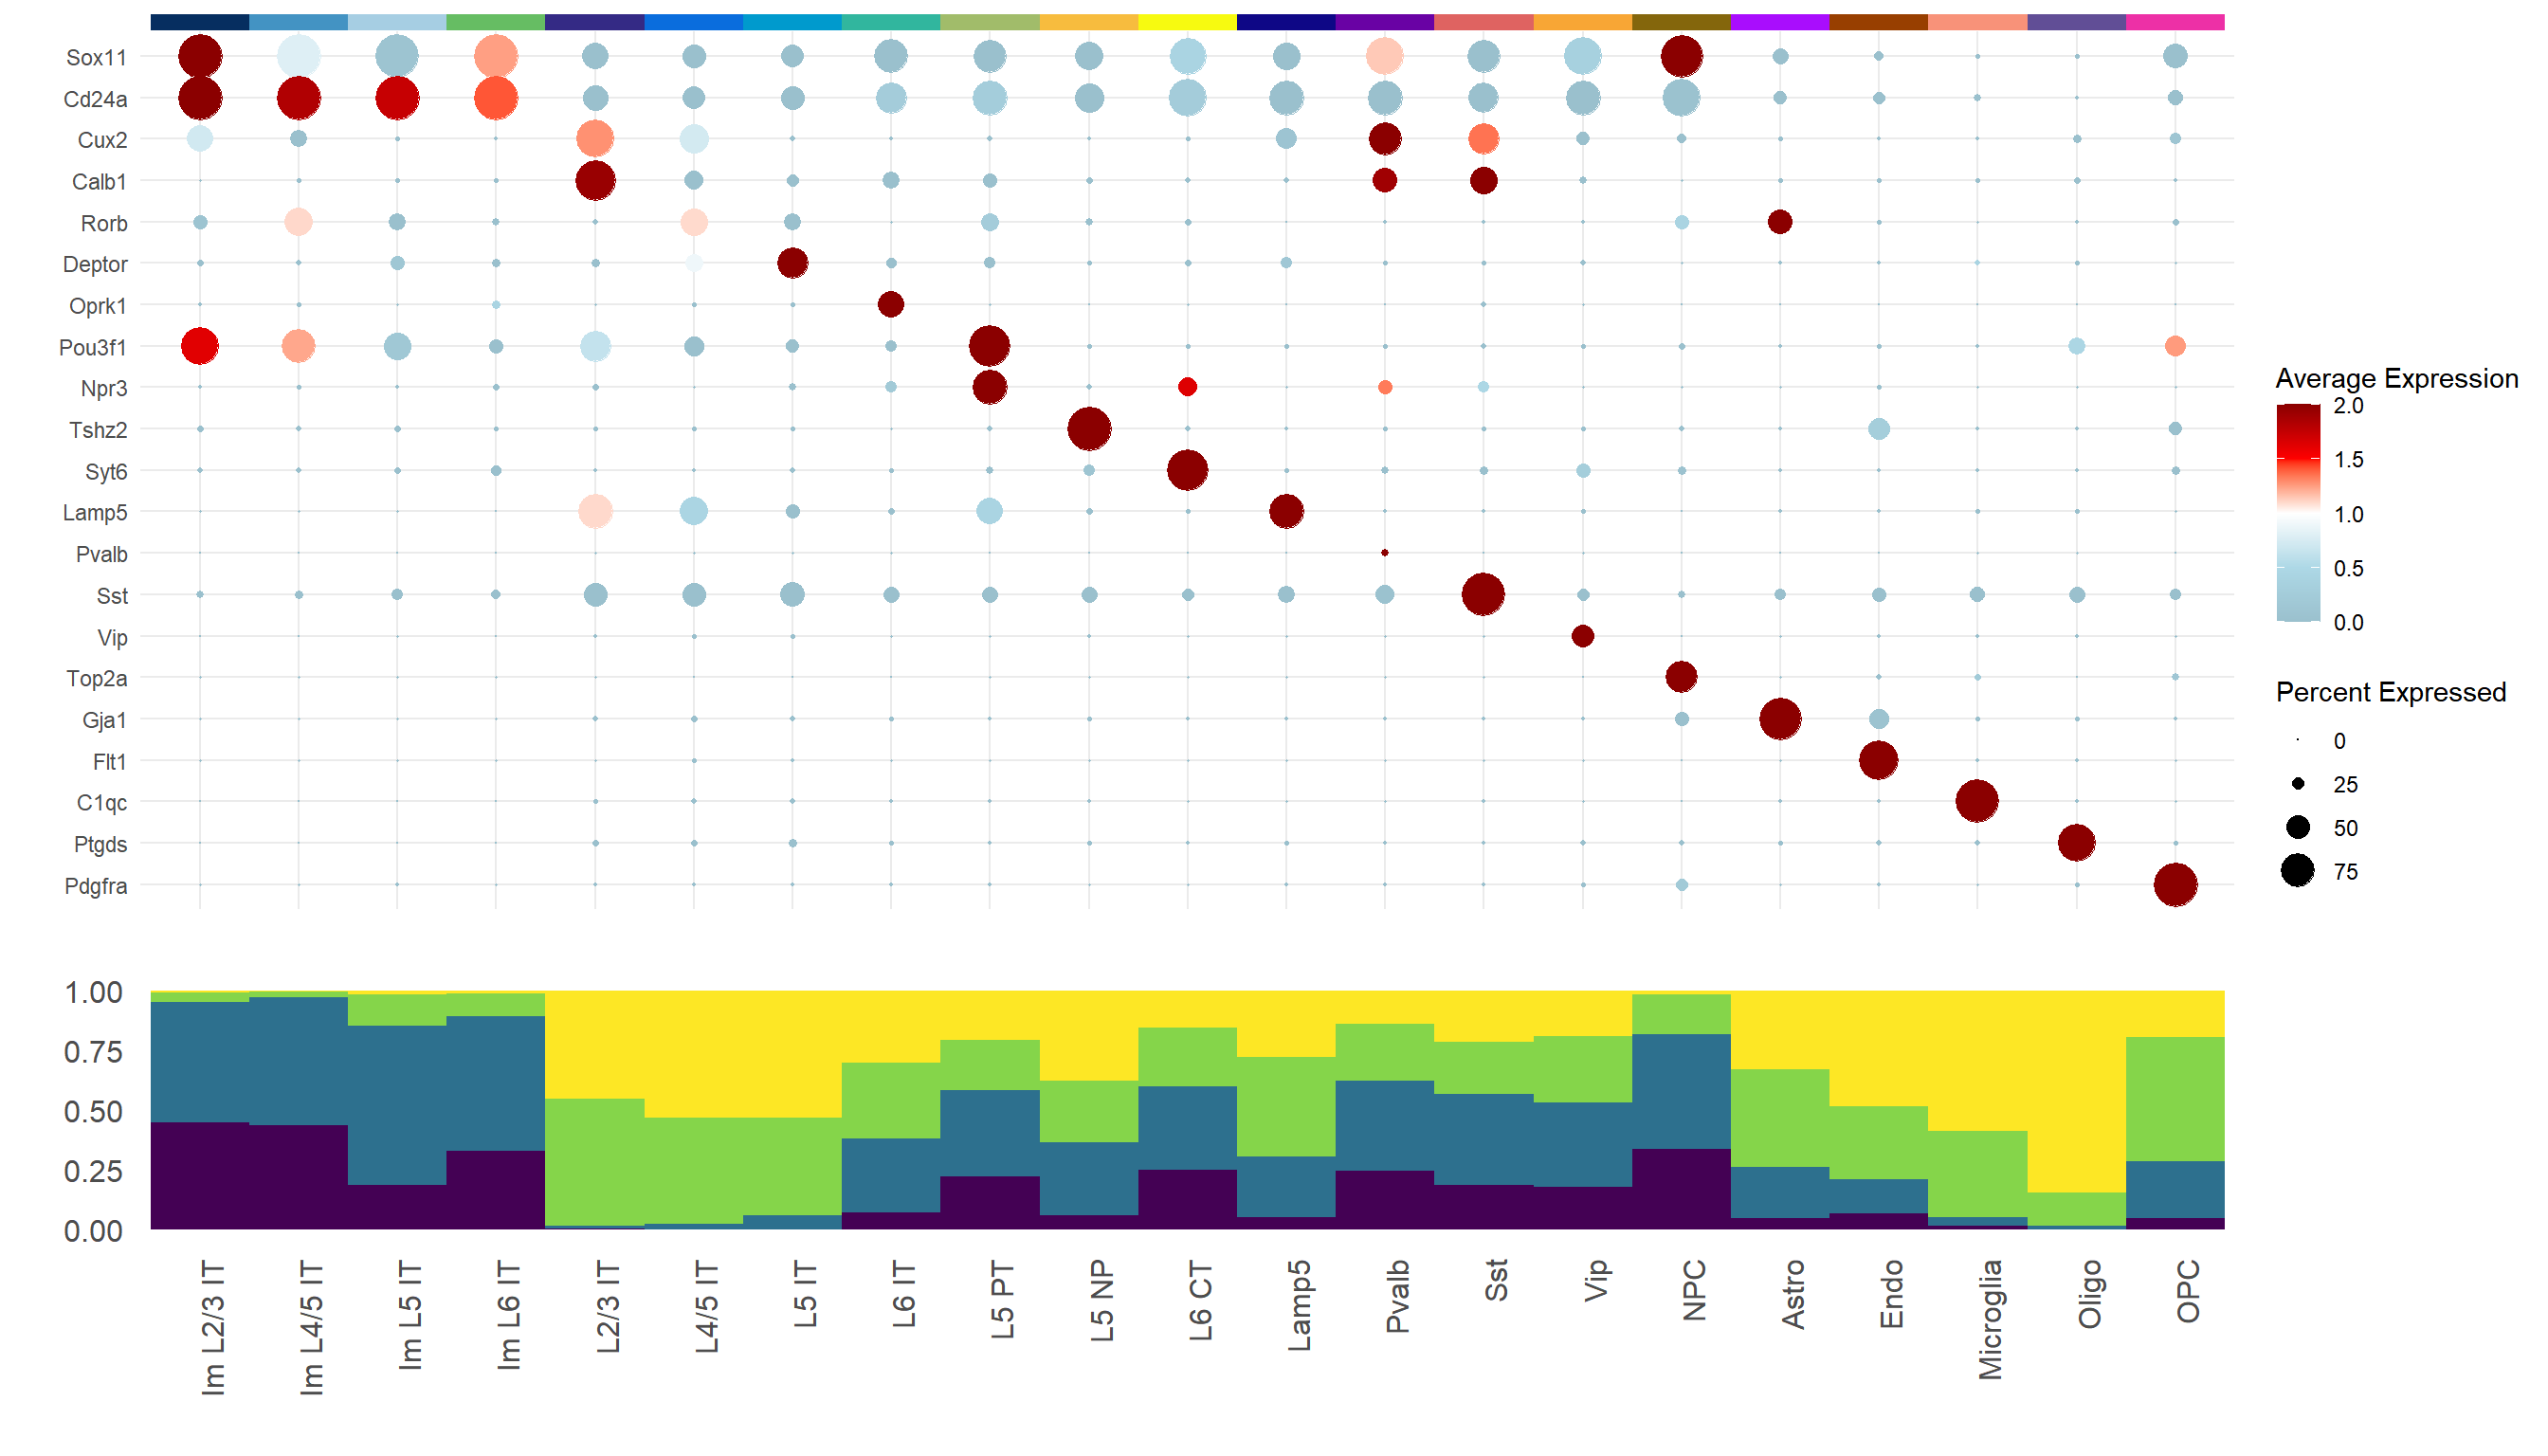 Sox11
Cd24a
Cux2
Calb1
Rorb
Deptor
Oprk1
Pou3f1
Npr3
Tshz2
Syt6
Lamp5
Pvalb
Sst
Vip
Top2a
Gja1
Flt1
C1qc
Ptgds
Pdgfra
Average Expression
2.0
1.5
1.0
0.5
0.0
Percent Expressed
0
25
50
75
1.00
0.75
0.50
0.25
0.00
Im L2/3 IT
Im L4/5 IT
Im L5 IT
Im L6 IT
L2/3 IT
L4/5 IT
L5 IT
L6 IT
L5 PT
L5 NP
L6 CT
Lamp5
Pvalb
Sst
Vip
NPC
Astro
Endo
Microglia
Oligo
OPC